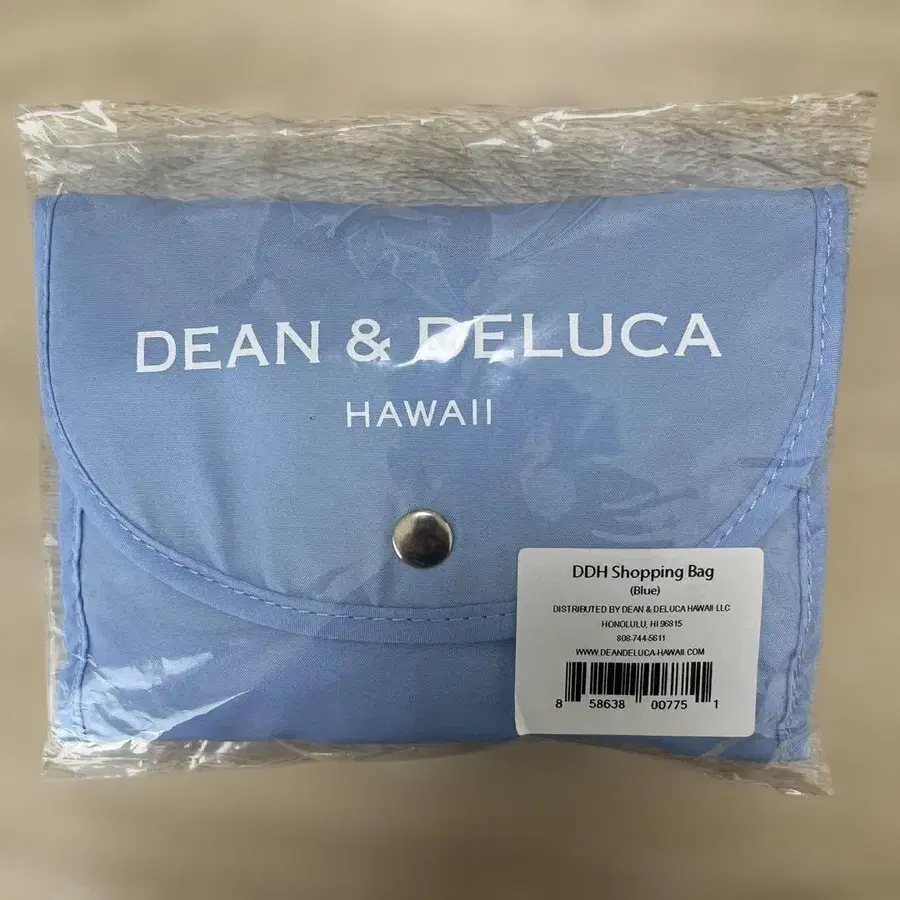 DEAN & DELUCA
HAWAII
DDH Shopping Bag
(Blue)
DISTRIBUTED BY DEAN & DELUCA HAWAII LLC
HONOLULU, HI 96815
808-744-5611
WWW.DEANDELUCA-HAWAII.COM
8 58638 00775 1